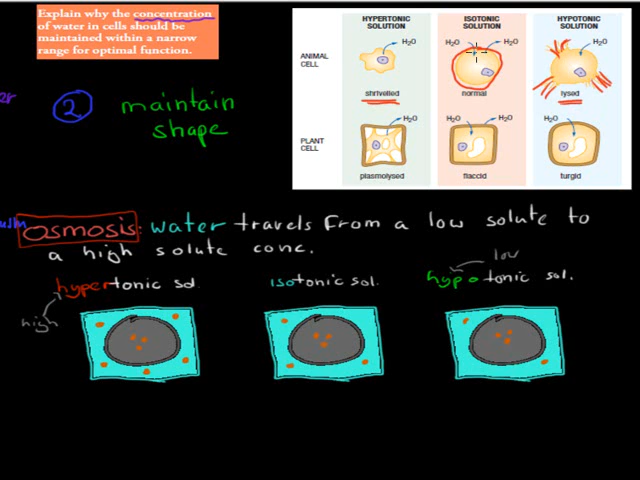 Explain why the concentration
of water in cells should be
maintained within a narrow
range for optimal function.
er
2 maintain
shape
HYPERTONIC SOLUTION ISOTONIC SOLUTION HYPOTONIC SOLUTION
ANIMAL CELL
H₂O H₂O H₂O H₂O
shrivelled normal lysed
PLANT CELL
H₂O H₂O H₂O H₂O
plasmolysed flaccid turgid
osmosis: water travels from a low solute to
a high solute conc.
low
hypertonic sol. isotonic sol. hypotonic sol.
high